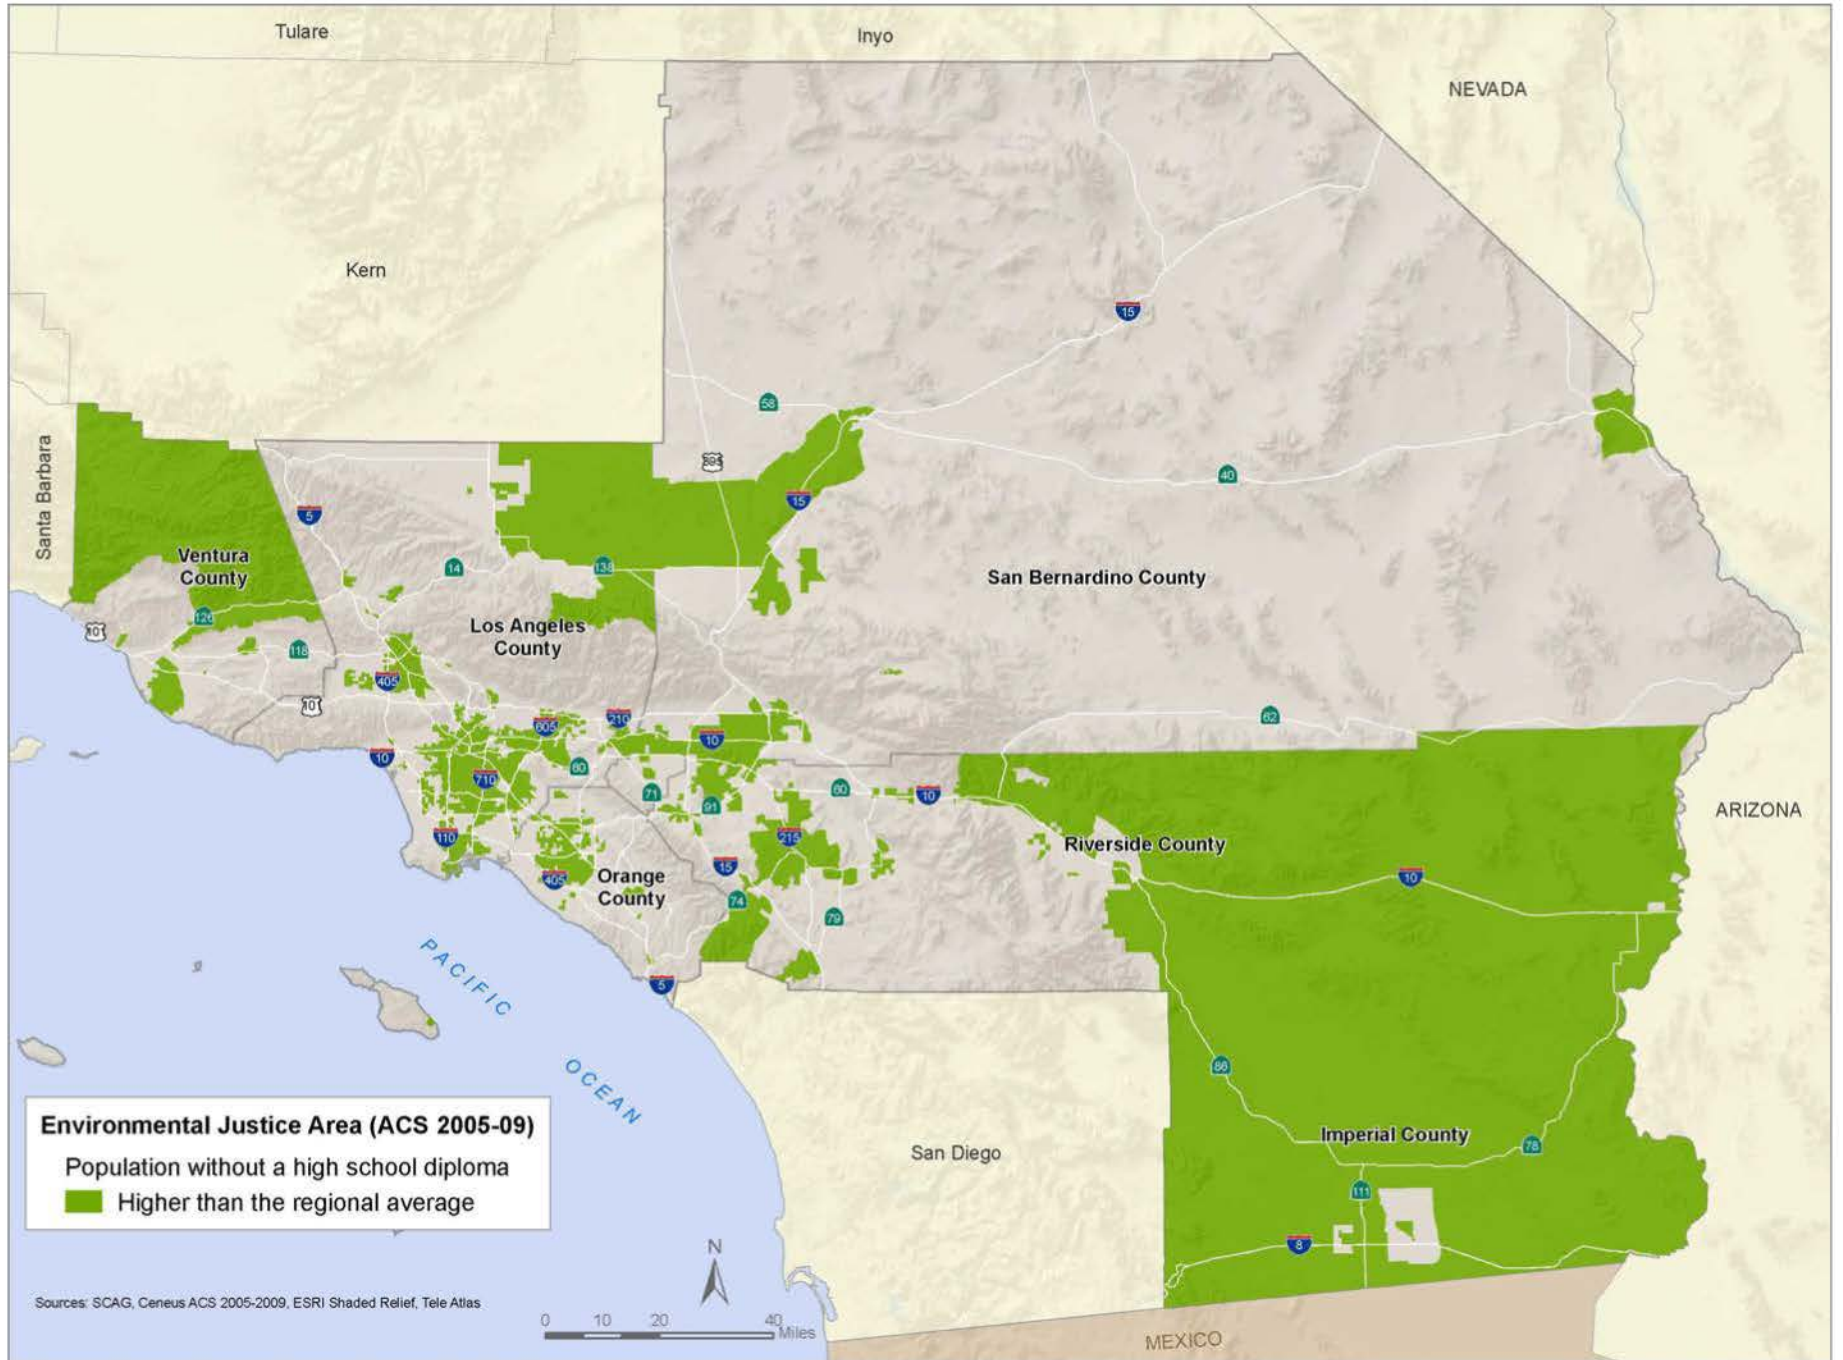 Tulare
Inyo
NEVADA
Kern
15
58
Santa Barbara
395
40
15
5
Ventura
County
14
138
San Bernardino County
126
101
Los Angeles
County
118
405
101
605
210
62
10
10
60
710
71
91
60
10
ARIZONA
110
215
Riverside County
15
405
Orange
County
10
74
79
PACIFIC
5
OCEAN
86
Environmental Justice Area (ACS 2005-09)
Population without a high school diploma
Higher than the regional average
Imperial County
78
San Diego
111
8
N
Sources: SCAG, Ceneus ACS 2005-2009, ESRI Shaded Relief, Tele Atlas
0 10 20 40
Miles
MEXICO